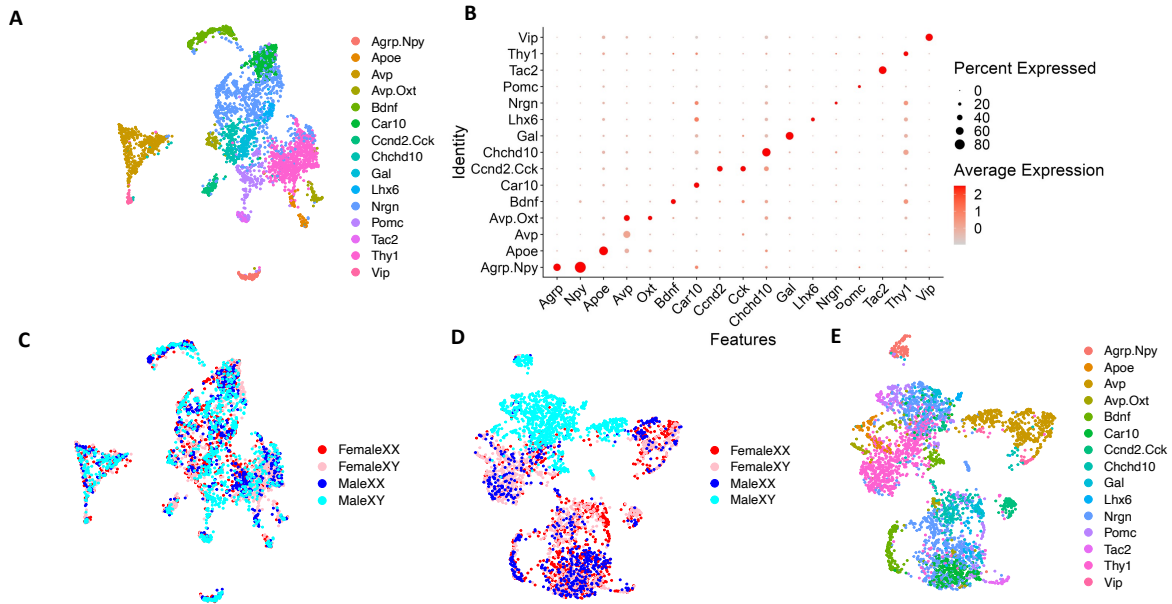 A
Agrp.Npy
Apoe
Avp
Avp.Oxt
Bdnf
Car10
Ccnd2.Cck
Chchd10
Gal
Lhx6
Nrgn
Pomc
Tac2
Thy1
Vip
B
Identity
Vip
Thy1
Tac2
Pomc
Nrgn
Lhx6
Gal
Chchd10
Ccnd2.Cck
Car10
Bdnf
Avp.Oxt
Avp
Apoe
Agrp.Npy
Agrp
Npy
Apoe
Avp
Oxt
Bdnf
Car10
Ccnd2
Cck
Chchd10
Gal
Lhx6
Nrgn
Pomc
Tac2
Thy1
Vip
Features
Percent Expressed
0
20
40
60
80
Average Expression
2
1
0
C
FemaleXX
FemaleXY
MaleXX
MaleXY
D
FemaleXX
FemaleXY
MaleXX
MaleXY
E
Agrp.Npy
Apoe
Avp
Avp.Oxt
Bdnf
Car10
Ccnd2.Cck
Chchd10
Gal
Lhx6
Nrgn
Pomc
Tac2
Thy1
Vip